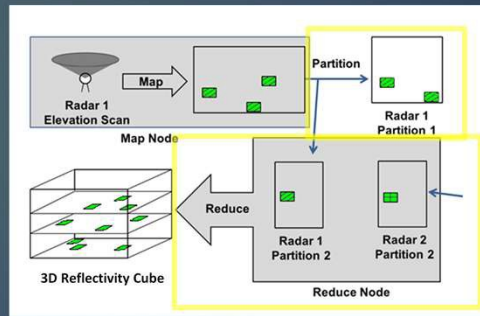 Partition
Map
Radar 1
Elevation Scan
Radar 1
Partition 1
Map Node
Reduce
Radar 1
Partition 2
Radar 2
Partition 2
3D Reflectivity Cube
Reduce Node